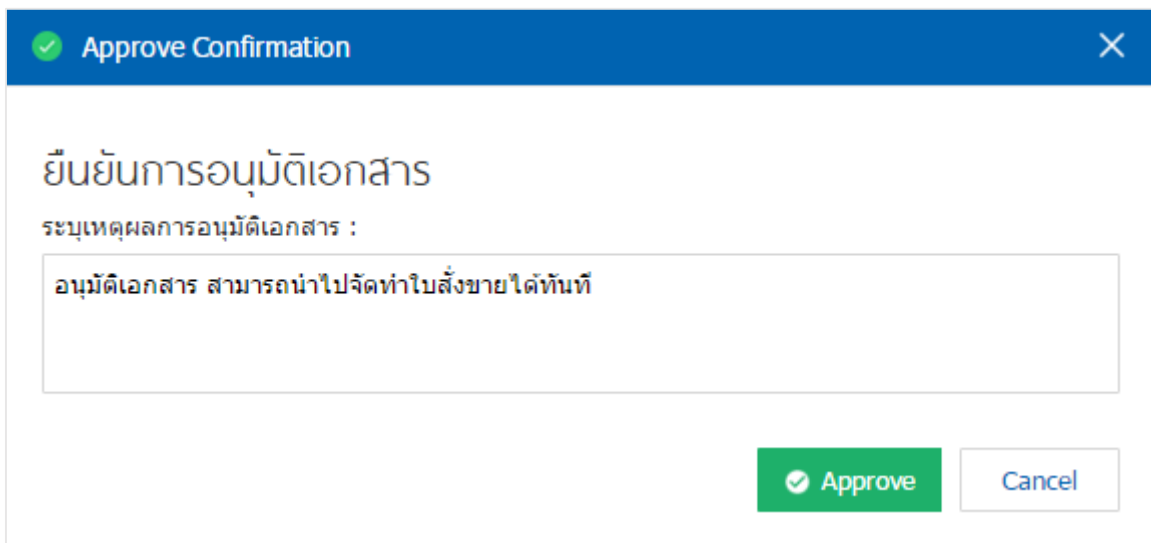 Approve Confirmation
ยืนยันการอนุมัติเอกสาร
ระบุเหตุผลการอนุมัติเอกสาร :
อนุมัติเอกสาร สามารถนำไปจัดทำใบสั่งขายได้ทันที
Approve
Cancel